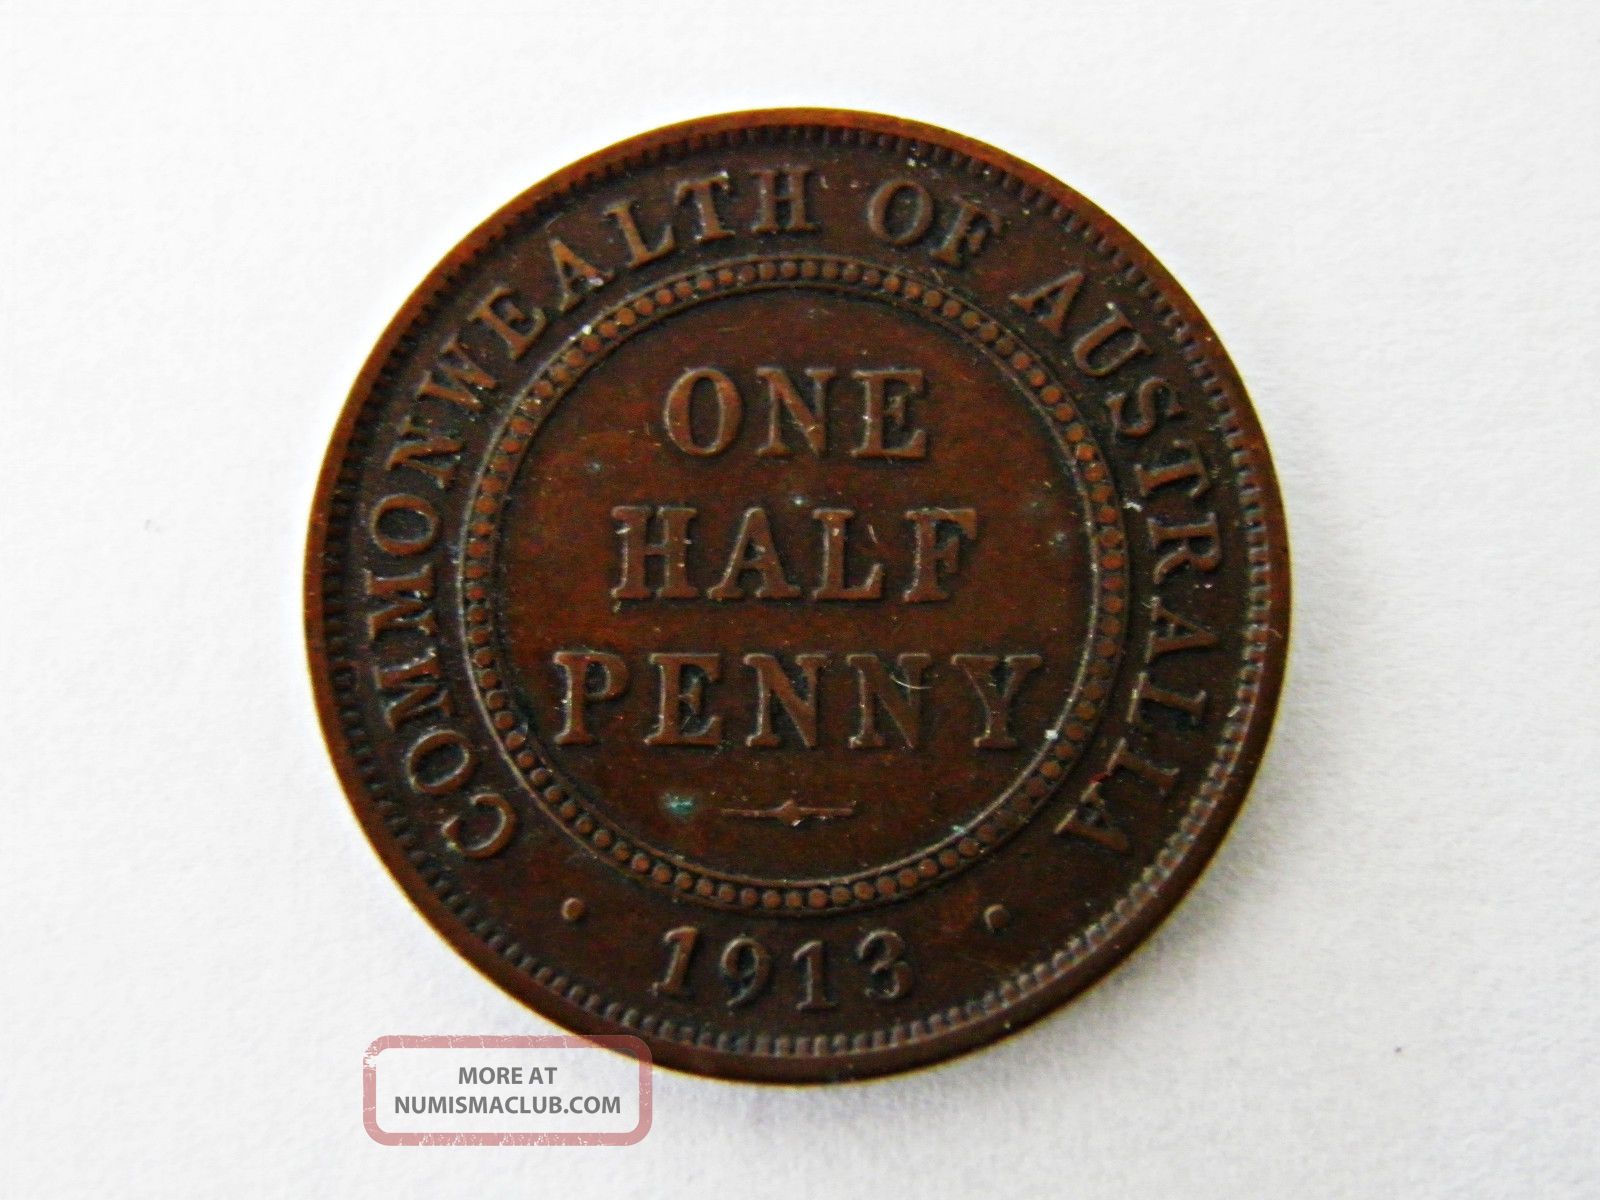 COMMONWEALTH OF AUSTRALIA
ONE
HALF
PENNY
· 1913 ·
MORE AT
NUMISMACLUB.COM